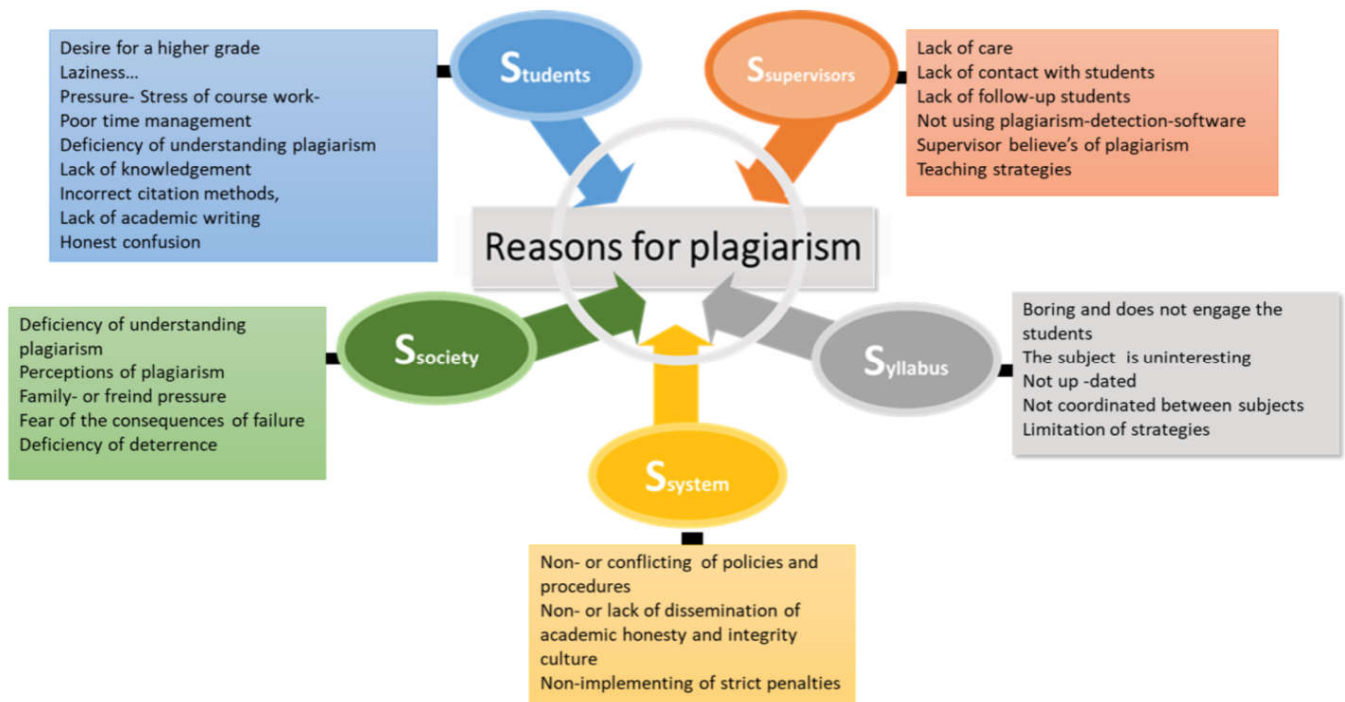 Students
Desire for a higher grade
Laziness...
Pressure- Stress of course work-
Poor time management
Deficiency of understanding plagiarism
Lack of knowledgement
Incorrect citation methods,
Lack of academic writing
Honest confusion
Ssupervisors
Lack of care
Lack of contact with students
Lack of follow-up students
Not using plagiarism-detection-software
Supervisor believe's of plagiarism
Teaching strategies
Reasons for plagiarism
Ssociety
Deficiency of understanding
plagiarism
Perceptions of plagiarism
Family- or freind pressure
Fear of the consequences of failure
Deficiency of deterrence
Syllabus
Boring and does not engage the
students
The subject is uninteresting
Not up -dated
Not coordinated between subjects
Limitation of strategies
Ssystem
Non- or conflicting of policies and
procedures
Non- or lack of dissemination of
academic honesty and integrity
culture
Non-implementing of strict penalties